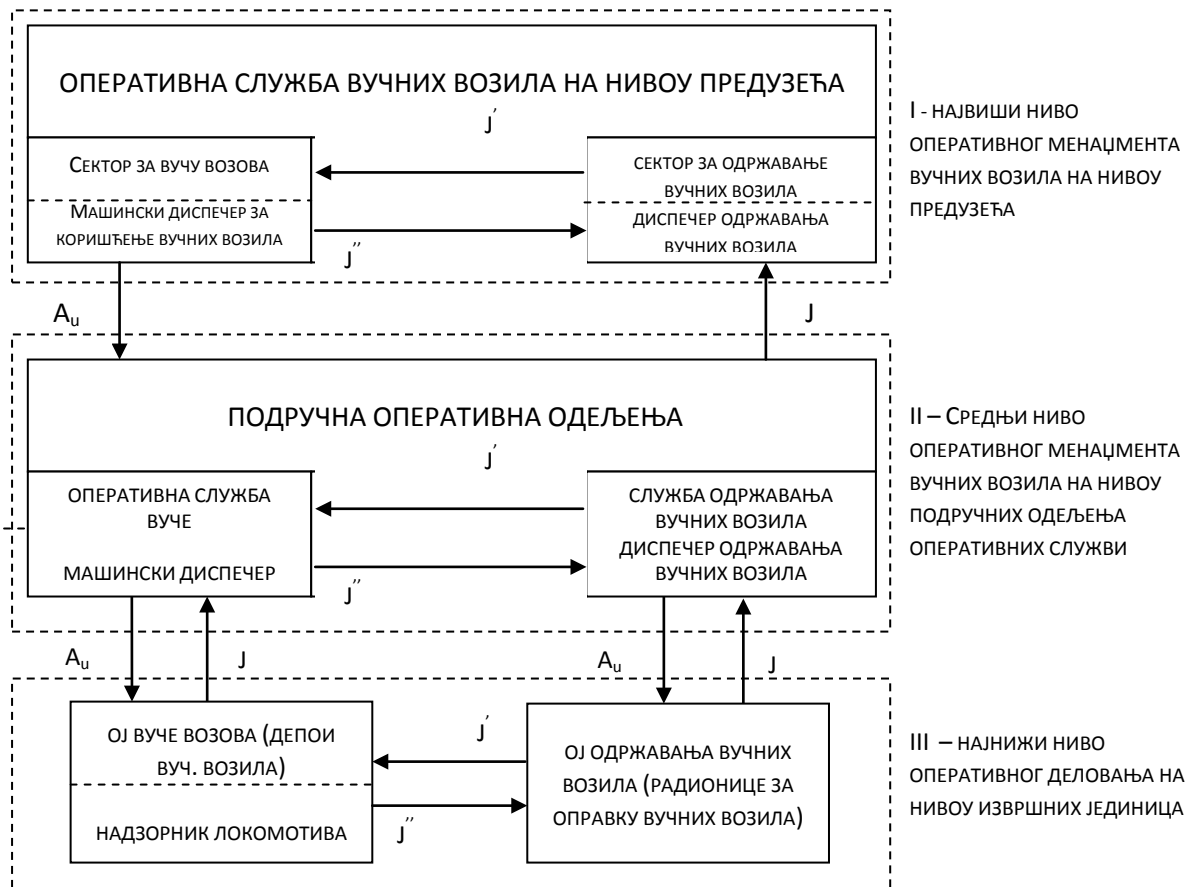 ОПЕРАТИВНА СЛУЖБА ВУЧНИХ ВОЗИЛА НА НИВОУ ПРЕДУЗЕЋА
Ј'
СЕКТОР ЗА ВУЧУ ВОЗОВА
МАШИНСКИ ДИСПЕЧЕР ЗА
КОРИШЋЕЊЕ ВУЧНИХ ВОЗИЛА
СЕКТОР ЗА ОДРЖАВАЊЕ
ВУЧНИХ ВОЗИЛА
ДИСПЕЧЕР ОДРЖАВАЊА
ВУЧНИХ ВОЗИЛА
Ј''
I - НАЈВИШИ НИВО
ОПЕРАТИВНОГ МЕНАЏМЕНТА
ВУЧНИХ ВОЗИЛА НА НИВОУ
ПРЕДУЗЕЋА
Au
Ј
ПОДРУЧНА ОПЕРАТИВНА ОДЕЉЕЊА
Ј'
ОПЕРАТИВНА СЛУЖБА
ВУЧЕ
МАШИНСКИ ДИСПЕЧЕР
СЛУЖБА ОДРЖАВАЊА
ВУЧНИХ ВОЗИЛА
ДИСПЕЧЕР ОДРЖАВАЊА
ВУЧНИХ ВОЗИЛА
Ј''
II – СРЕДЊИ НИВО
ОПЕРАТИВНОГ МЕНАЏМЕНТА
ВУЧНИХ ВОЗИЛА НА НИВОУ
ПОДРУЧНИХ ОДЕЉЕЊА
ОПЕРАТИВНИХ СЛУЖВИ
Au
Ј
Au
Ј
ОЈ ВУЧЕ ВОЗОВА (ДЕПОИ
ВУЧ. ВОЗИЛА)
НАДЗОРНИК ЛОКОМОТИВА
Ј'
Ј''
ОЈ ОДРЖАВАЊА ВУЧНИХ
ВОЗИЛА (РАДИОНИЦЕ ЗА
ОПРАВКУ ВУЧНИХ ВОЗИЛА)
III – НАЈНИЖИ НИВО
ОПЕРАТИВНОГ ДЕЛОВАЊА НА
НИВОУ ИЗВРШНИХ ЈЕДИНИЦА